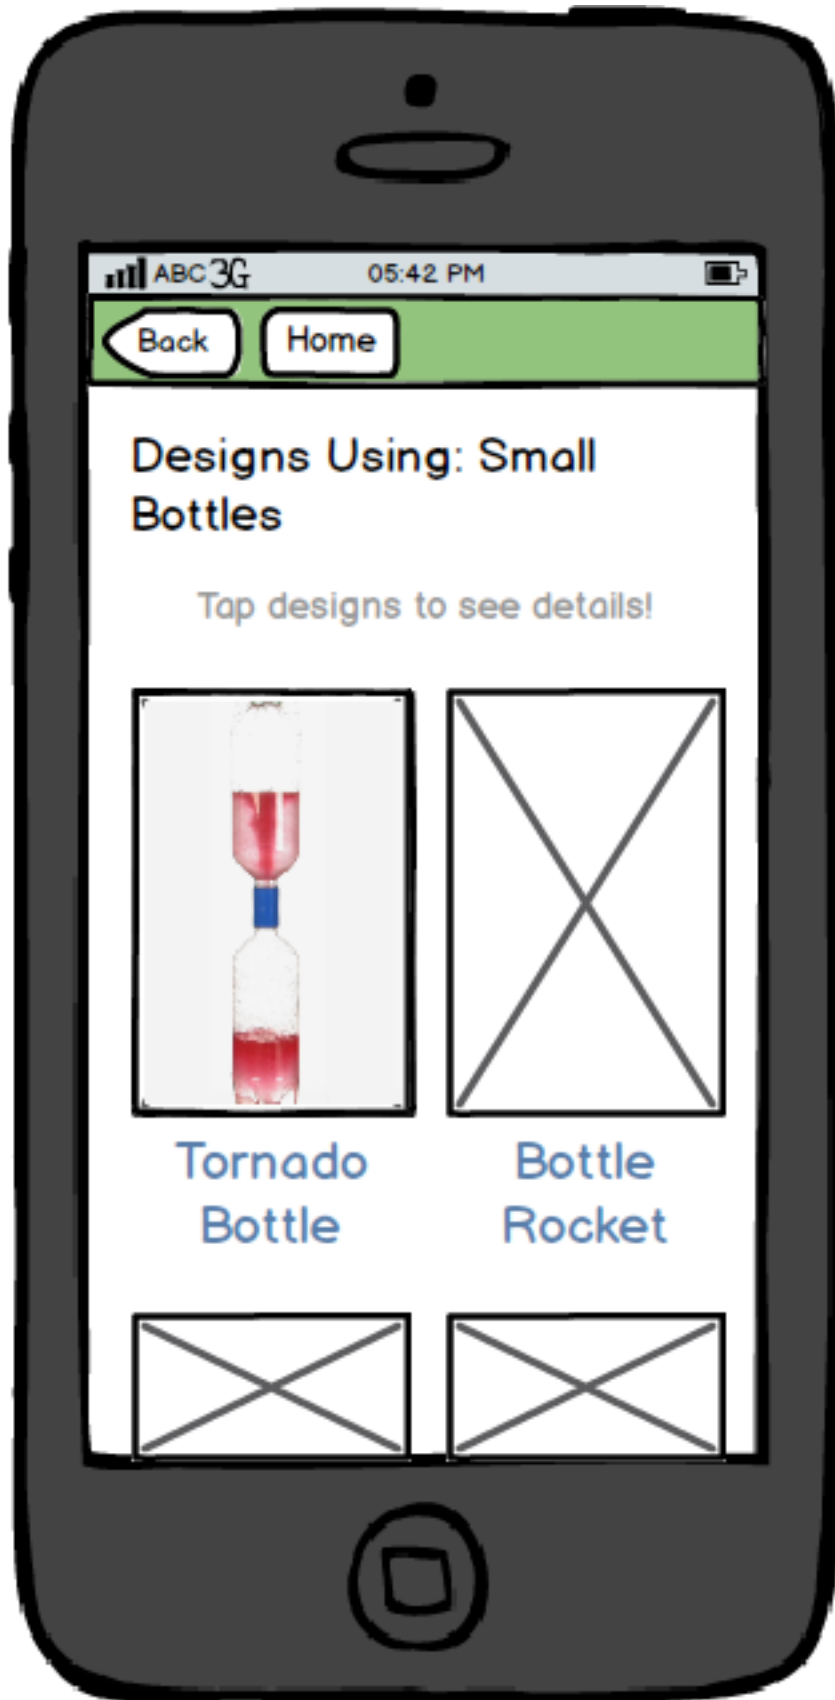 ABC 3G 05:42 PM
Back Home
Designs Using: Small
Bottles
Tap designs to see details!
Tornado
Bottle
Bottle
Rocket